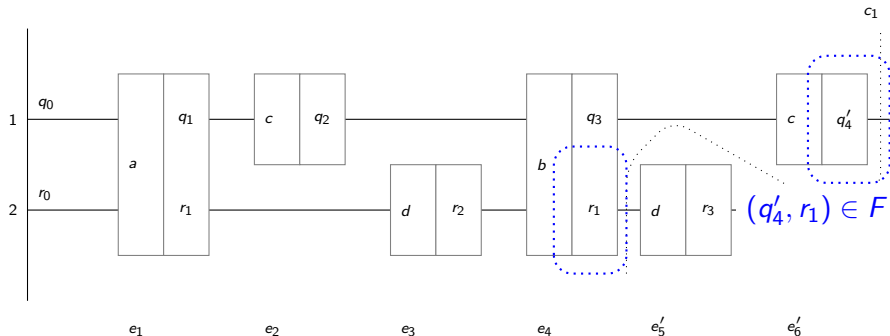 c₁
1 q₀ q₁ c q₂ q₃ c q′₄
a b
2 r₀ r₁ d r₂ r₁ d r₃ (q′₄, r₁) ∈ F
e₁ e₂ e₃ e₄ e′₅ e′₆